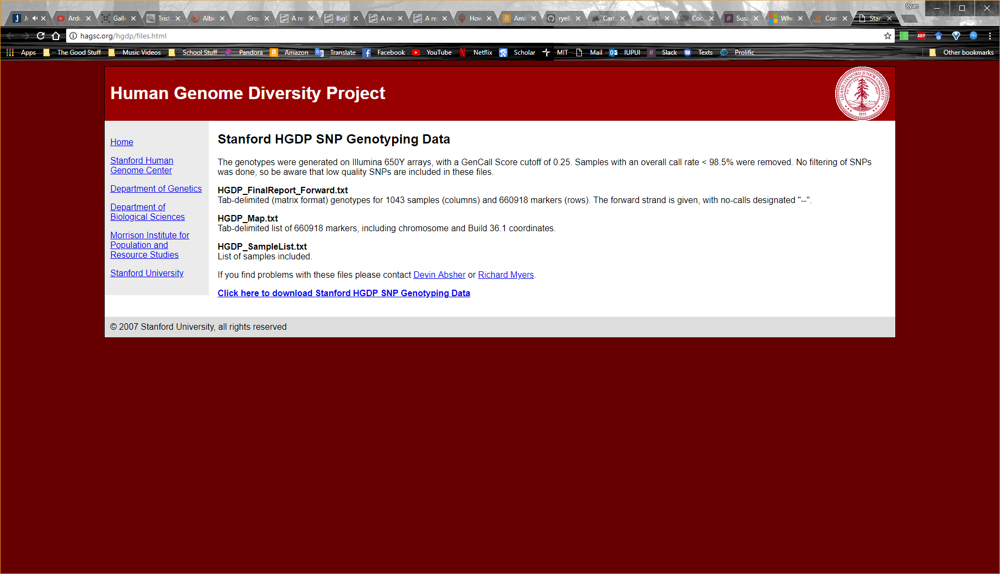 Ryan
Ardu
Galle
Trist
Albio
Grov
A re
BigD
A re
A re
How
Ama
ryell
Carb
Carb
Coo
Susa
Whe
Com
Stan
hagsc.org/hgdp/files.html
ABP
Apps The Good Stuff Music Videos School Stuff Pandora Amazon Translate Facebook YouTube Netflix Scholar MIT Mail IUPUI Slack Texts Prolific Other bookmarks
Human Genome Diversity Project
LELAND STANFORD JUNIOR UNIVERSITY
1891
Home
Stanford Human
Genome Center
Department of Genetics
Department of
Biological Sciences
Morrison Institute for
Population and
Resource Studies
Stanford University
Stanford HGDP SNP Genotyping Data
The genotypes were generated on Illumina 650Y arrays, with a GenCall Score cutoff of 0.25. Samples with an overall call rate < 98.5% were removed. No filtering of SNPs
was done, so be aware that low quality SNPs are included in these files.
HGDP_FinalReport_Forward.txt
Tab-delimited (matrix format) genotypes for 1043 samples (columns) and 660918 markers (rows). The forward strand is given, with no-calls designated "--".
HGDP_Map.txt
Tab-delimited list of 660918 markers, including chromosome and Build 36.1 coordinates.
HGDP_SampleList.txt
List of samples included.
If you find problems with these files please contact Devin Absher or Richard Myers.
Click here to download Stanford HGDP SNP Genotyping Data
© 2007 Stanford University, all rights reserved